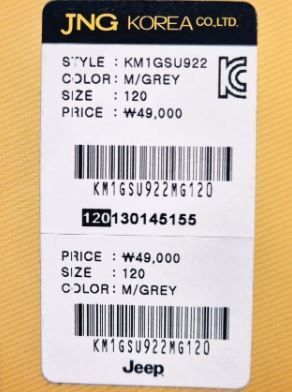 JNG KOREA CO.,LTD.
STYLE : KM1GSU922
COLOR : M/GREY
SIZE : 120
PRICE : ₩49,000
KM1GSU922MG120
120130145155
PRICE : ₩49,000
SIZE : 120
COLOR : M/GREY
KM1GSU922MG120
Jeep